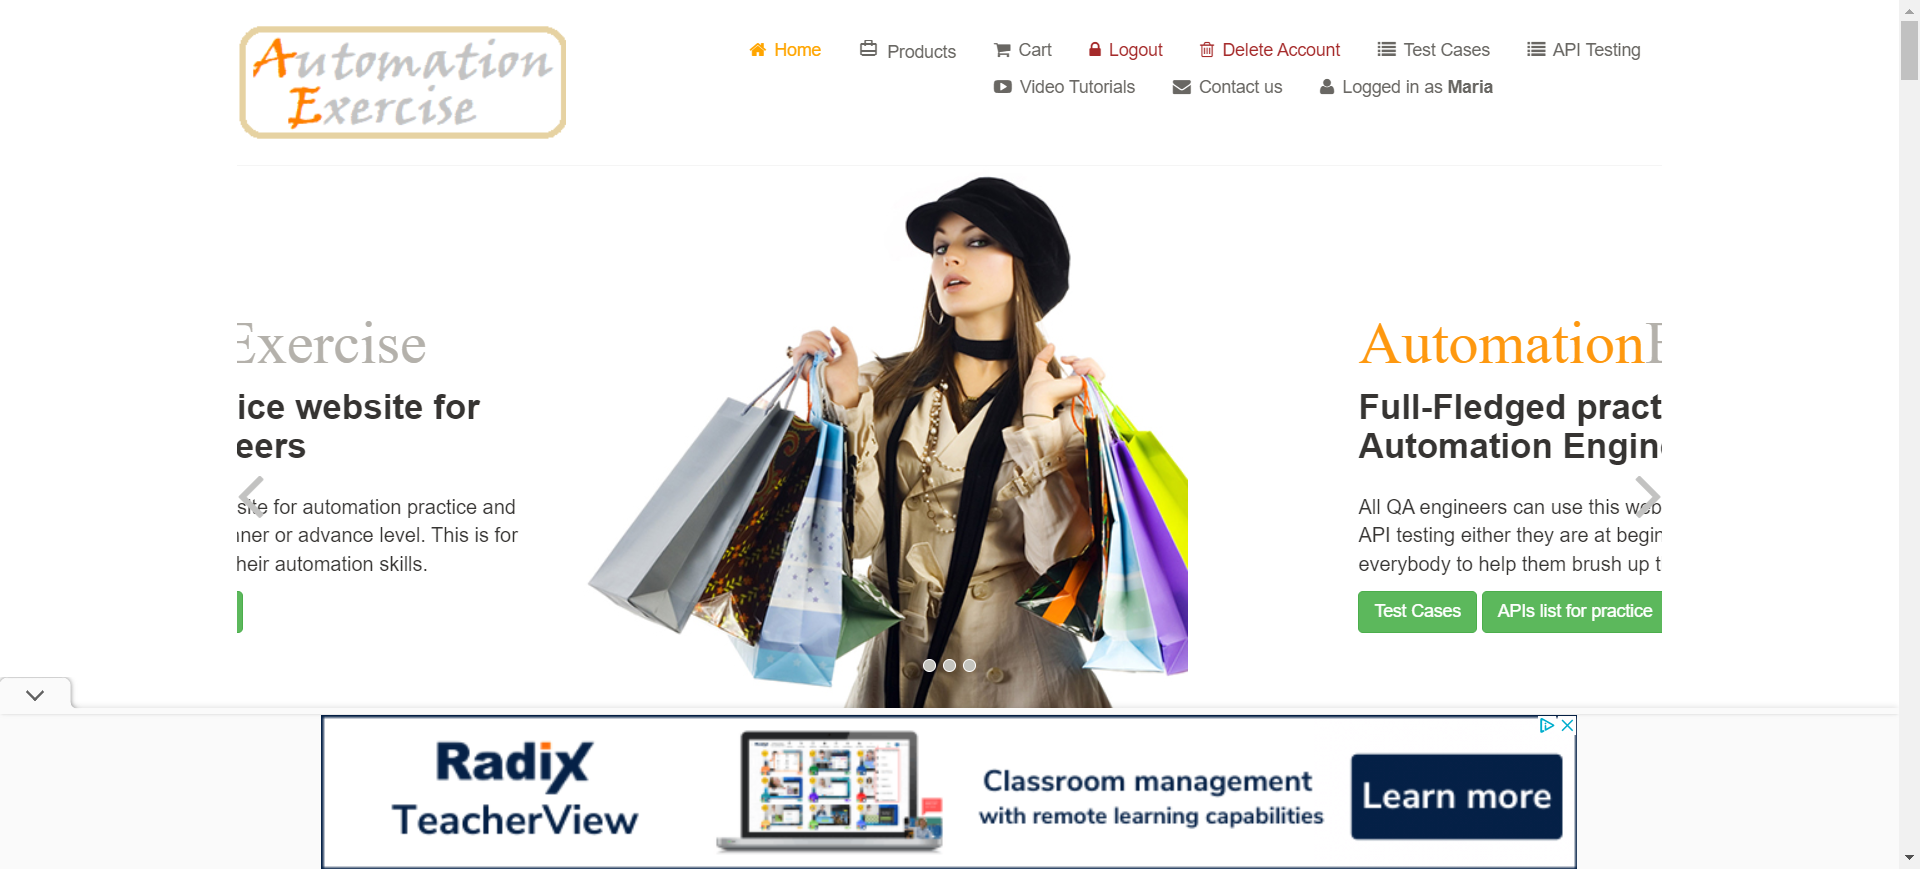 Automation
Exercise
Home Products Cart Logout Delete Account Test Cases API Testing
Video Tutorials Contact us Logged in as Maria
Exercise
ice website for
eers
site for automation practice and
nner or advance level. This is for
heir automation skills.
AutomationE
Full-Fledged pract
Automation Engin
All QA engineers can use this web
API testing either they are at begin
everybody to help them brush up t
Test Cases APIs list for practice
Radix
TeacherView
Classroom management
with remote learning capabilities
Learn more